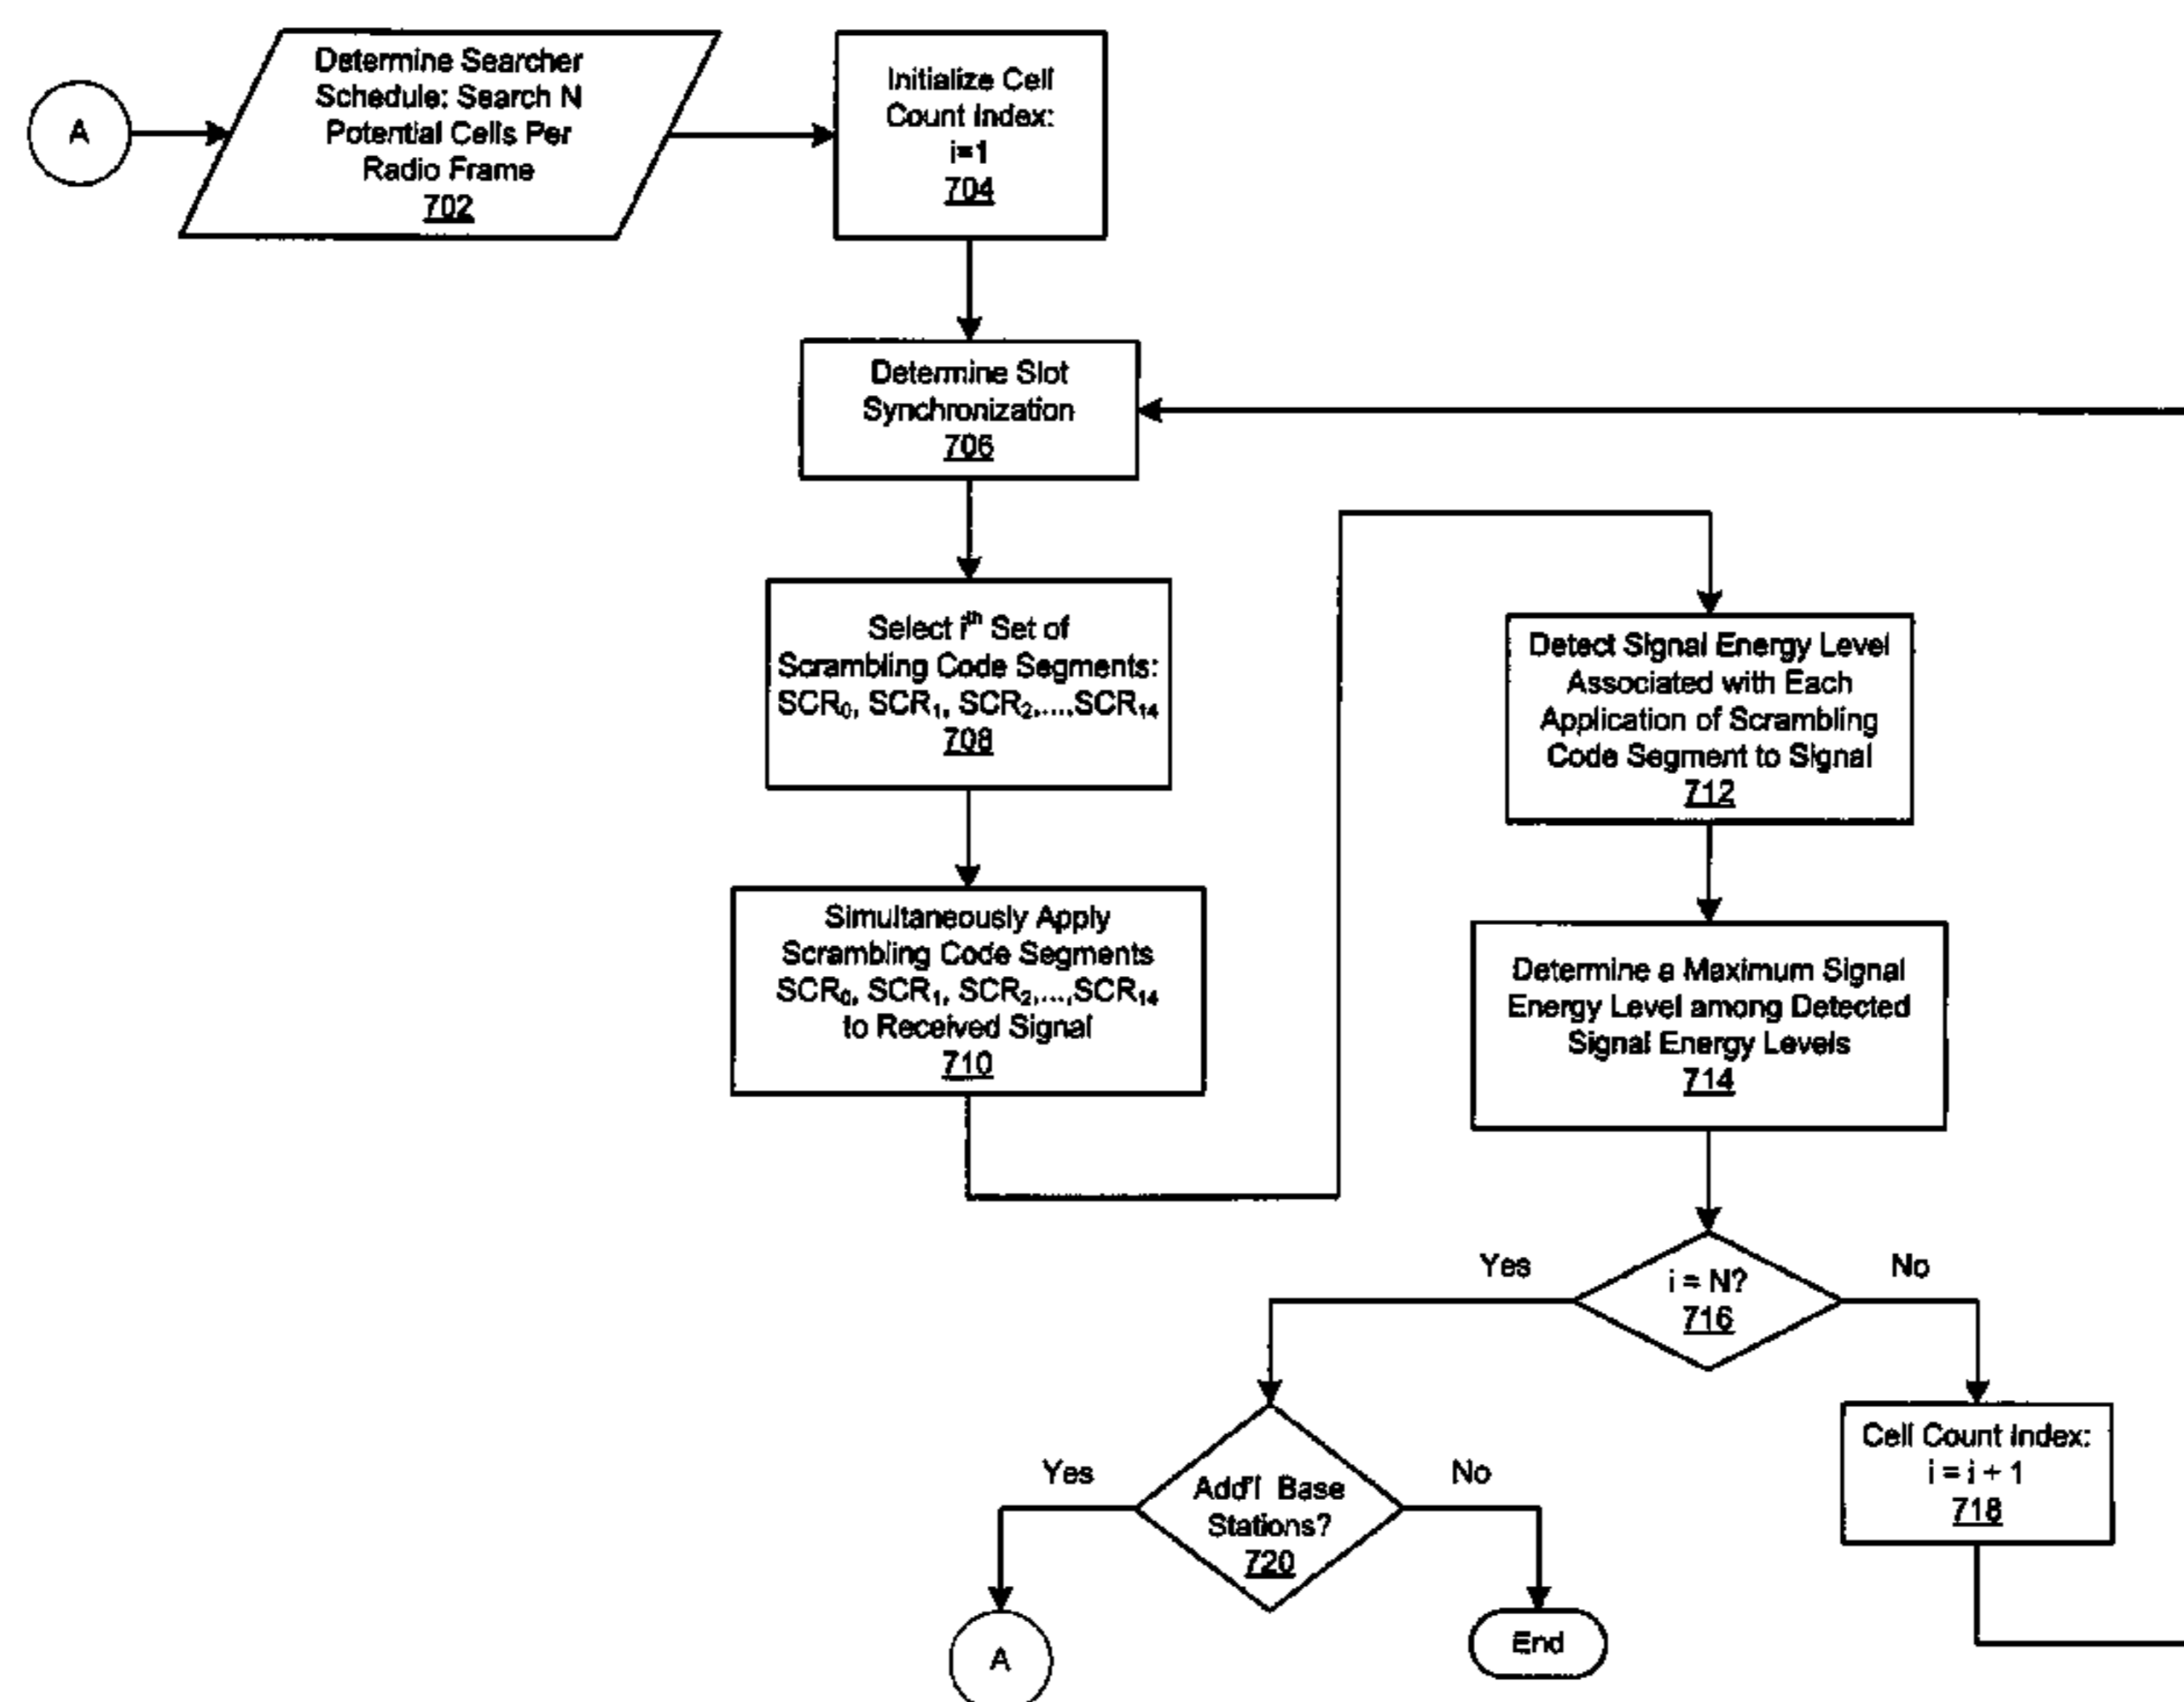 A
Determine Searcher
Schedule: Search N
Potential Cells Per
Radio Frame
702
Initialize Cell
Count Index:
i=1
704
Determine Slot
Synchronization
706
Select iᵗʰ Set of
Scrambling Code Segments:
SCR₀, SCR₁, SCR₂,...,SCR₁₄
708
Simultaneously Apply
Scrambling Code Segments
SCR₀, SCR₁, SCR₂,...,SCR₁₄
to Received Signal
710
Detect Signal Energy Level
Associated with Each
Application of Scrambling
Code Segment to Signal
712
Determine a Maximum Signal
Energy Level among Detected
Signal Energy Levels
714
Yes
i = N?
716
No
Cell Count Index:
i = i + 1
718
Yes
Add'l Base
Stations?
720
No
A
End